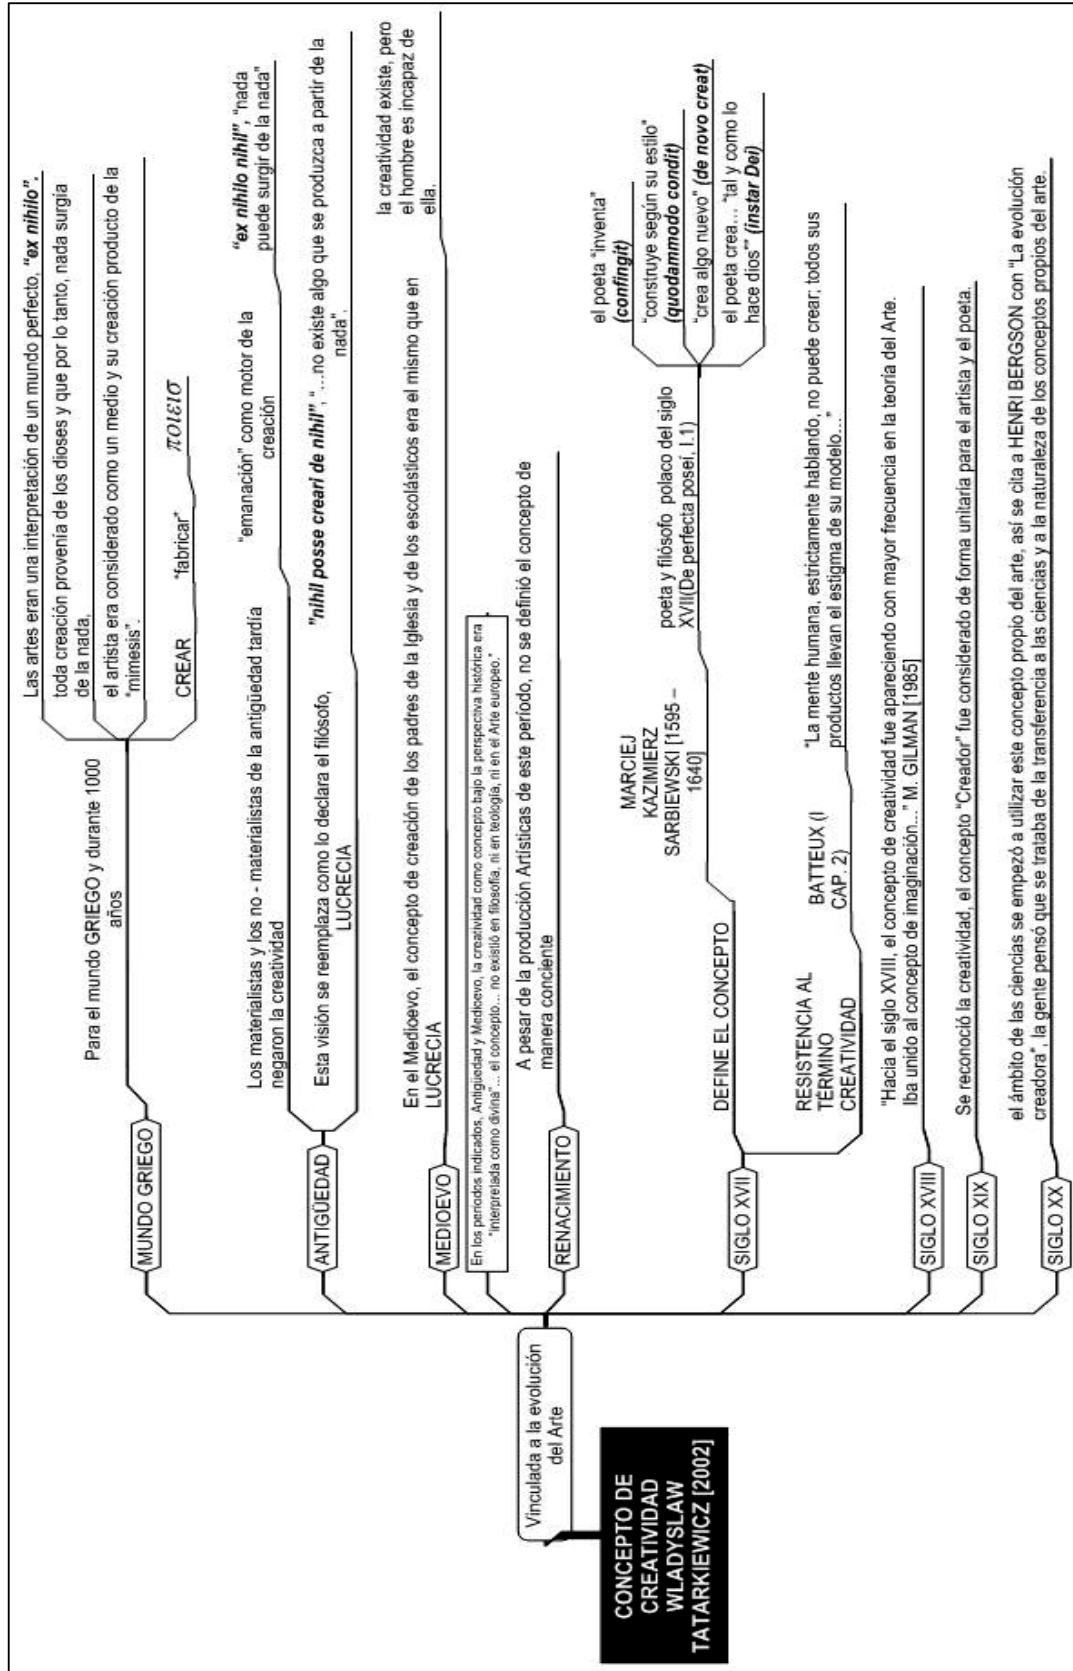 CONCEPTO DE
CREATIVIDAD
WLADYSLAW
TATARKIEWICZ [2002]
Vinculada a la evolución
del Arte
MUNDO GRIEGO
Para el mundo GRIEGO y durante 1000
años
Las artes eran una interpretación de un mundo perfecto, "ex nihilo".
toda creación provenía de los dioses y que por lo tanto, nada surgía
de la nada,
el artista era considerado como un medio y su creación producto de la
"mimesis".
CREAR "fabricar" ποιεισ
ANTIGÜEDAD
Los materialistas y los no - materialistas de la antigüedad tardía
negaron la creatividad
"emanación" como motor de la
creación
"ex nihilo nihil", "nada
puede surgir de la nada"
Esta visión se reemplaza como lo declara el filósofo,
LUCRECIA
"nihil posse creari de nihil", "...no existe algo que se produzca a partir de la
nada".
MEDIOEVO
En el Medioevo, el concepto de creación de los padres de la Iglesia y de los escolásticos era el mismo que en
LUCRECIA
la creatividad existe, pero
el hombre es incapaz de
ella.
En los periodos indicados, Antigüedad y Medioevo, la creatividad como concepto bajo la perspectiva histórica era
"interpretada como divina"... el concepto... no existió en filosofía, ni en teología, ni en el Arte europeo."
RENACIMIENTO
A pesar de la producción Artísticas de este período, no se definió el concepto de
manera conciente
SIGLO XVII
DEFINE EL CONCEPTO
MARCIEJ
KAZIMIERZ
SARBIEWSKI [1595 –
1640]
poeta y filósofo polaco del siglo
XVII(De perfecta poseí, I.1)
el poeta "inventa"
(confingit)
"construye según su estilo"
(quodammodo condit)
"crea algo nuevo" (de novo creat)
el poeta crea... "tal y como lo
hace dios"" (instar Dei)
RESISTENCIA AL
TÉRMINO
CREATIVIDAD
BATTEUX (I
CAP. 2)
"La mente humana, estrictamente hablando, no puede crear; todos sus
productos llevan el estigma de su modelo..."
SIGLO XVIII
"Hacia el siglo XVIII, el concepto de creatividad fue apareciendo con mayor frecuencia en la teoría del Arte.
Iba unido al concepto de imaginación..." M. GILMAN [1985]
SIGLO XIX
Se reconoció la creatividad, el concepto "Creador" fue considerado de forma unitaria para el artista y el poeta.
SIGLO XX
el ámbito de las ciencias se empezó a utilizar este concepto propio del arte, así se cita a HENRI BERGSON con "La evolución
creadora", la gente pensó que se trataba de la transferencia a las ciencias y a la naturaleza de los conceptos propios del arte.